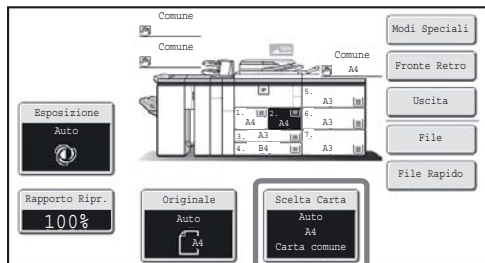 Comune
Comune
Comune
A4
Modi Speciali
Fronte Retro
Uscita
File
File Rapido
Esposizione
Auto
Rapporto Ripr.
100%
1.
A4
2.
A4
3. A3
4. B4
5.
A3
6.
A3
7.
A3
Originale
Auto
A4
Scelta Carta
Auto
A4
Carta comune